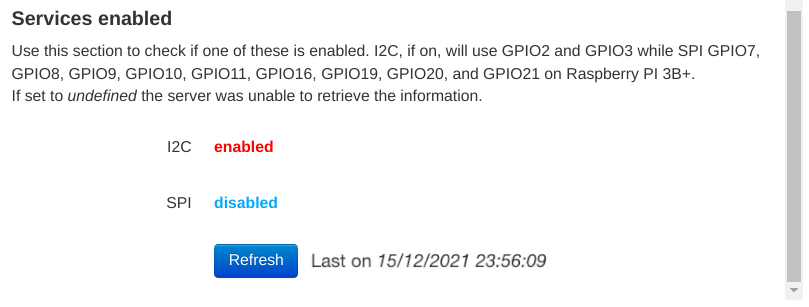 Services enabled
Use this section to check if one of these is enabled. I2C, if on, will use GPIO2 and GPIO3 while SPI GPIO7,
GPIO8, GPIO9, GPIO10, GPIO11, GPIO16, GPIO19, GPIO20, and GPIO21 on Raspberry PI 3B+.
If set to undefined the server was unable to retrieve the information.
I2C enabled
SPI disabled
Refresh Last on 15/12/2021 23:56:09